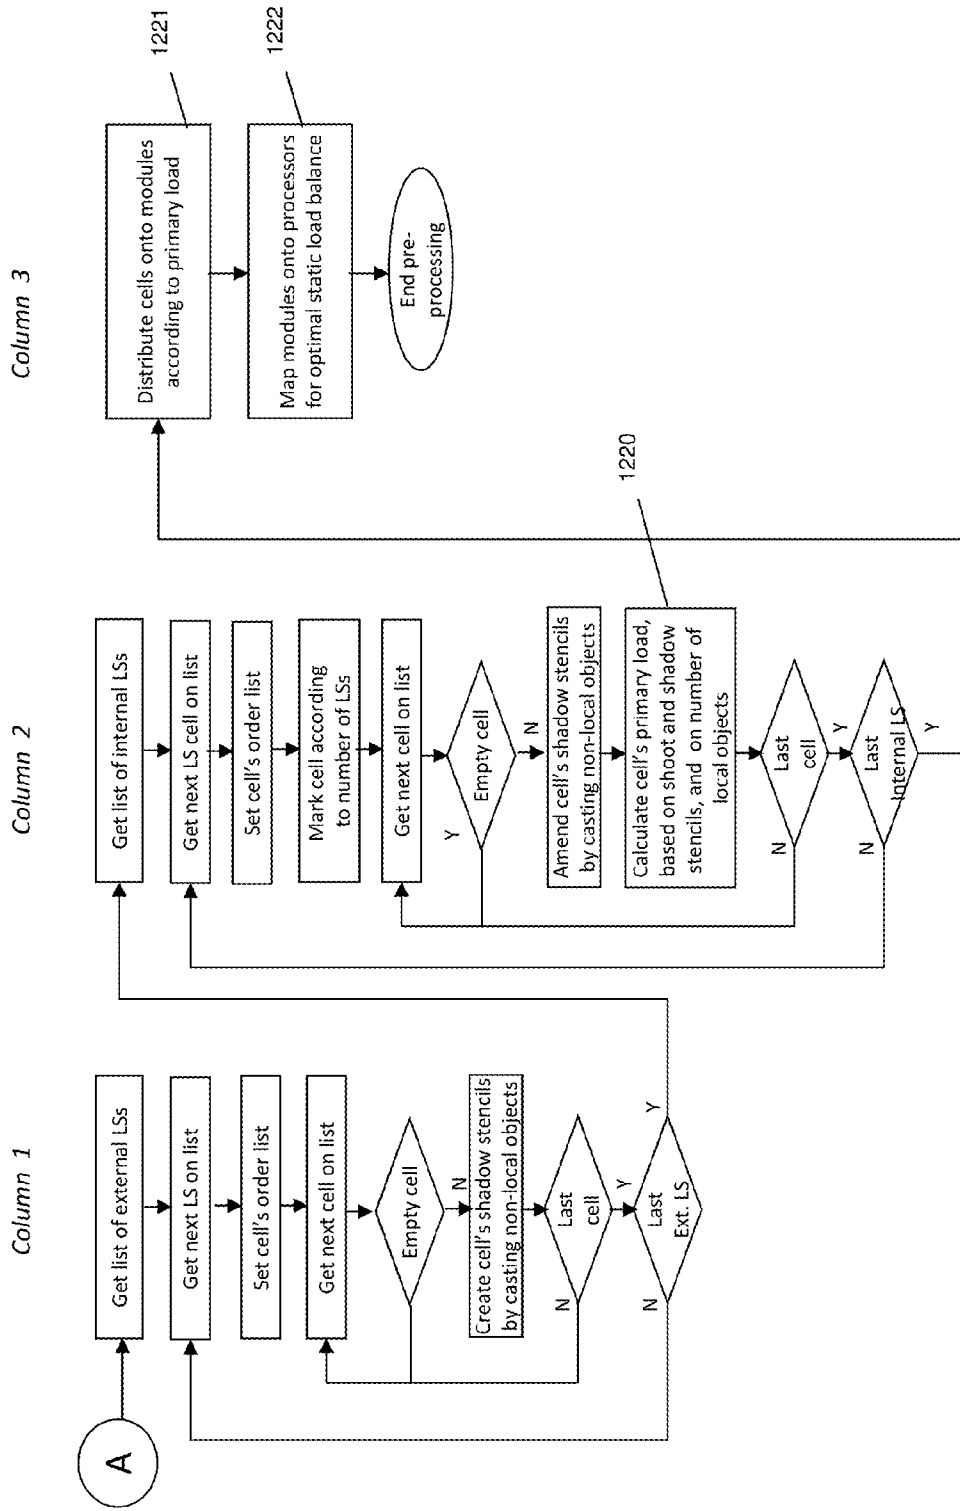 Column 1
A
Get list of external LSs
Get next LS on list
Set cell's order list
Get next cell on list
Empty cell
N
Create cell's shadow stencils
by casting non-local objects
Last
cell
N
Y
Last
Ext. LS
N
Y
Column 2
Get list of internal LSs
Get next LS cell on list
Set cell's order list
Mark cell according
to number of LSs
Get next cell on list
Empty cell
Y
N
Amend cell's shadow stencils
by casting non-local objects
Calculate cell's primary load,
based on shoot and shadow
stencils, and on number of
local objects
1220
Last
cell
N
Y
Last
Internal LS
N
Y
Column 3
Distribute cells onto modules
according to primary load
1221
Map modules onto processors
for optimal static load balance
1222
End pre-
processing